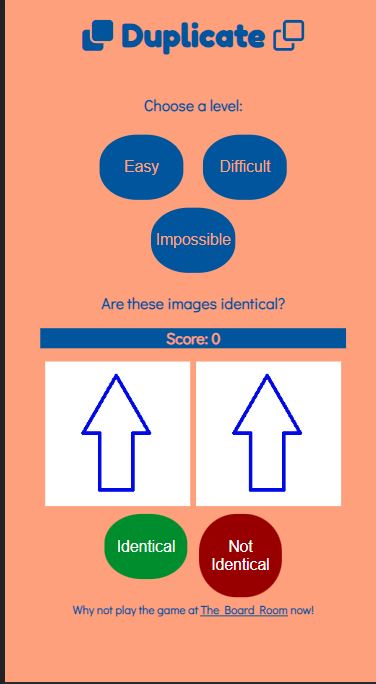 Duplicate
Choose a level:
Easy
Difficult
Impossible
Are these images identical?
Score: 0
Identical
Not
Identical
Why not play the game at The Board Room now!